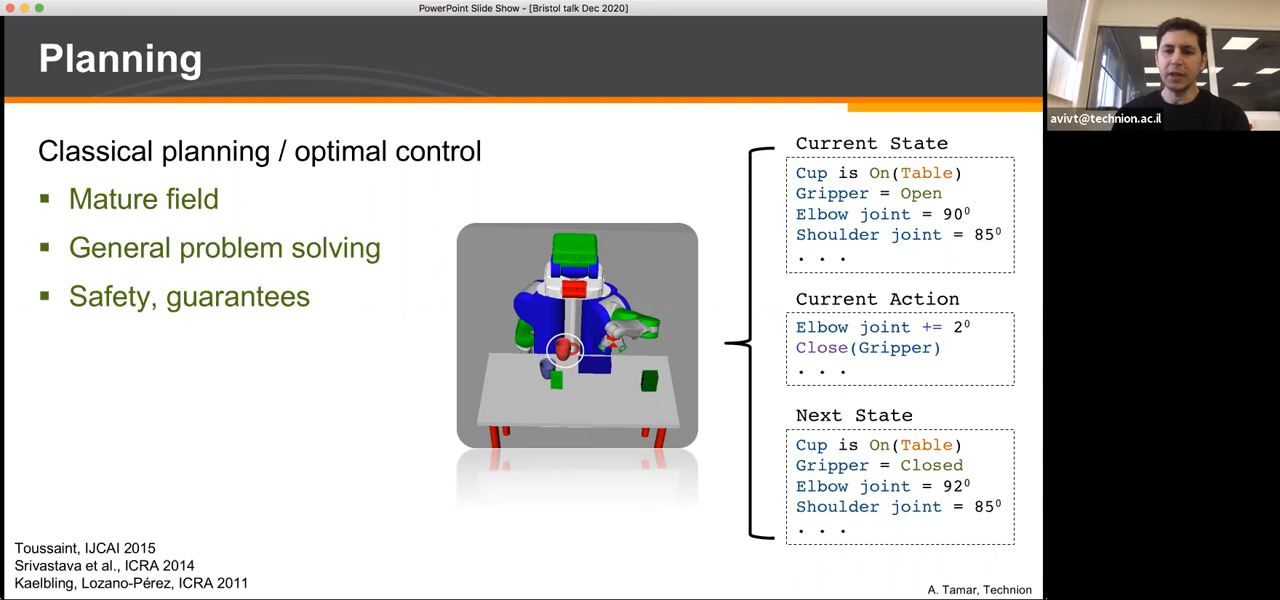 PowerPoint Slide Show - [Bristol talk Dec 2020]
Planning
avivt@technion.ac.il
Classical planning / optimal control
▪ Mature field
▪ General problem solving
▪ Safety, guarantees
Current State
Cup is On(Table)
Gripper = Open
Elbow joint = 90⁰
Shoulder joint = 85⁰
. . .
Current Action
Elbow joint += 2⁰
Close(Gripper)
. . .
Next State
Cup is On(Table)
Gripper = Closed
Elbow joint = 92⁰
Shoulder joint = 85⁰
. . .
Toussaint, IJCAI 2015
Srivastava et al., ICRA 2014
Kaelbling, Lozano-Pérez, ICRA 2011
A. Tamar, Technion